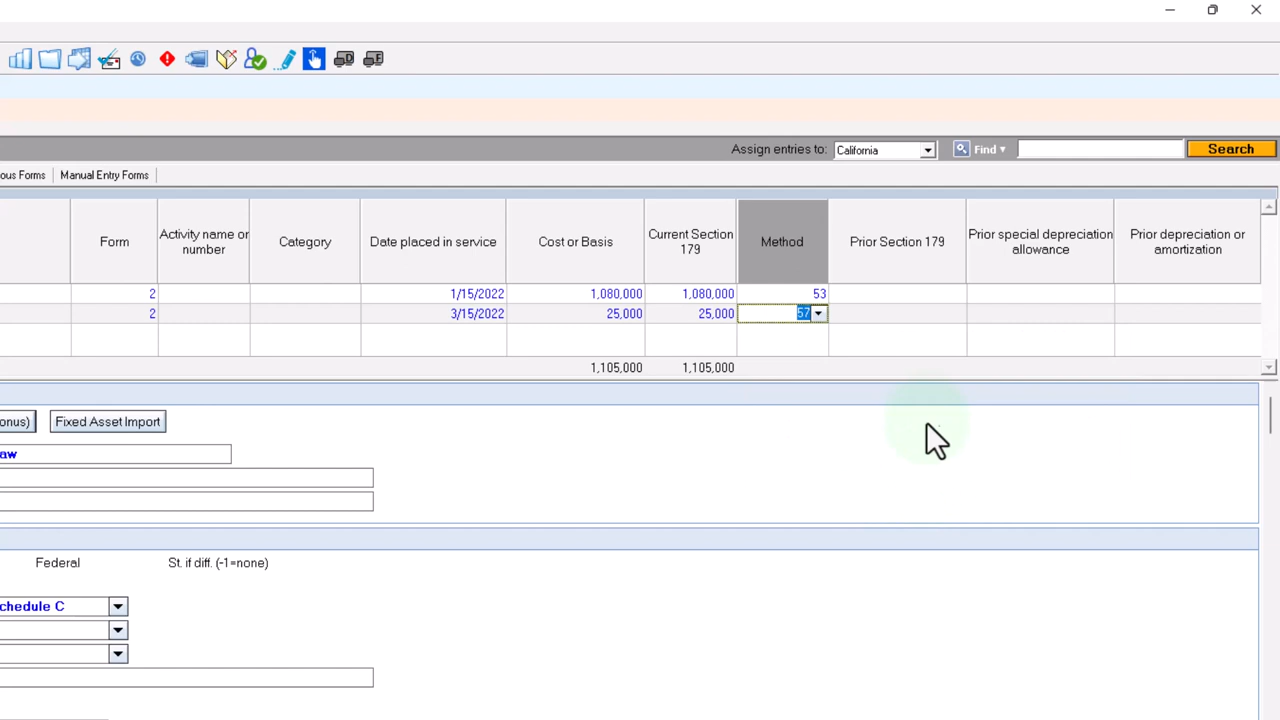 Assign entries to: California Find Search
ous Forms Manual Entry Forms
Form Activity name or number Category Date placed in service Cost or Basis Current Section 179 Method Prior Section 179 Prior special depreciation allowance Prior depreciation or amortization
2 1/15/2022 1,080,000 1,080,000 53
2 3/15/2022 25,000 25,000 57
1,105,000 1,105,000
onus) Fixed Asset Import
aw
Federal St. if diff. (-1=none)
chedule C